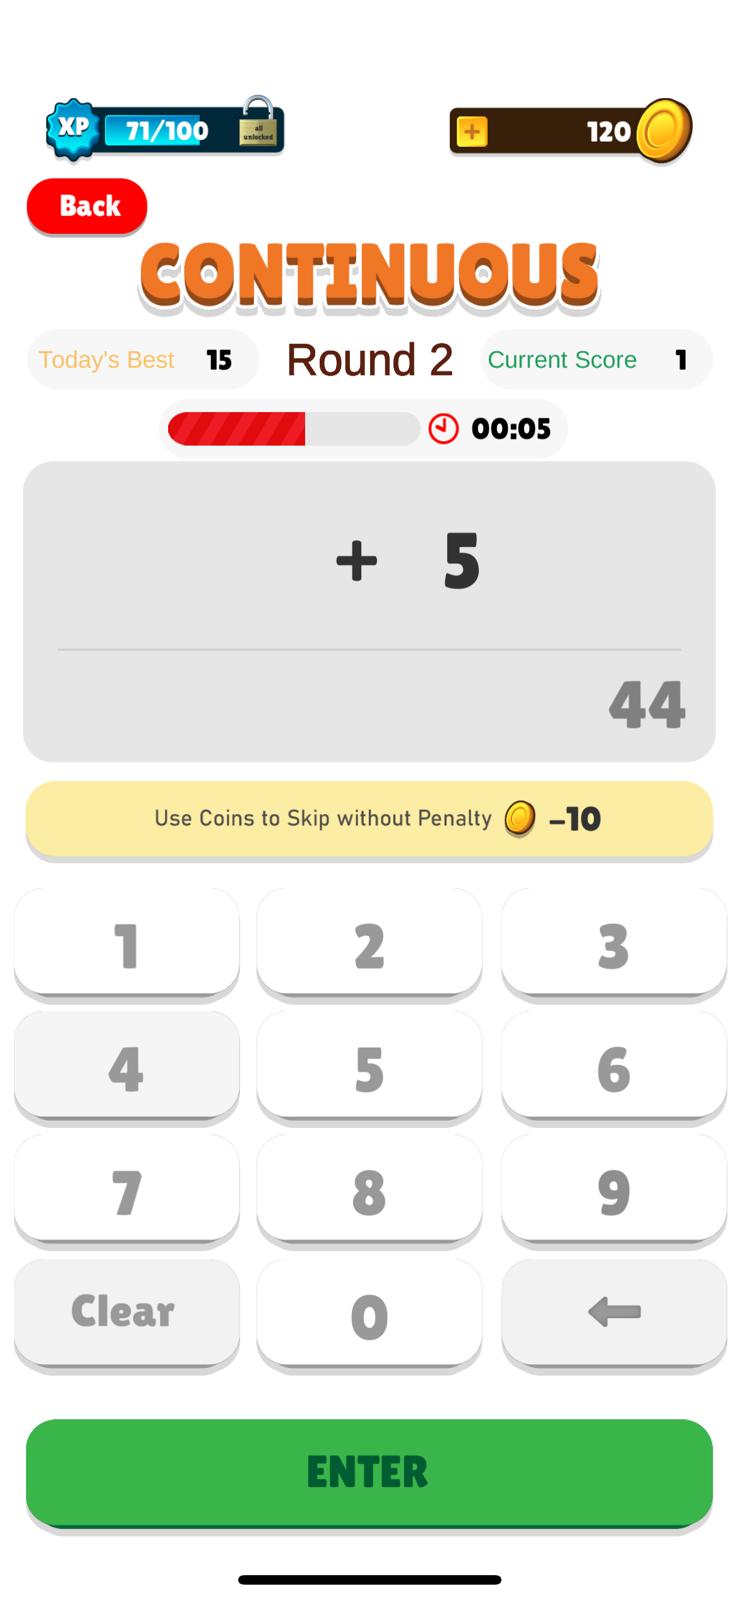 XP 71/100 all unlocked 120
Back
CONTINUOUS
Today's Best 15 Round 2 Current Score 1
00:05
+ 5
44
Use Coins to Skip without Penalty –10
1 2 3
4 5 6
7 8 9
Clear 0 ←
ENTER